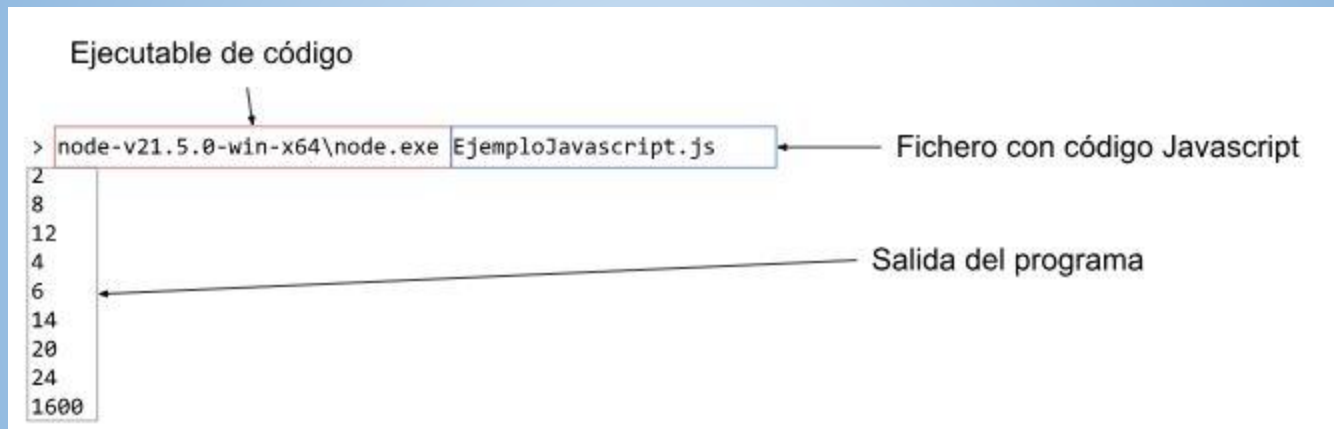 Ejecutable de código
> node-v21.5.0-win-x64\node.exe EjemploJavascript.js
Fichero con código Javascript
2
8
12
4
6
14
20
24
1600
Salida del programa